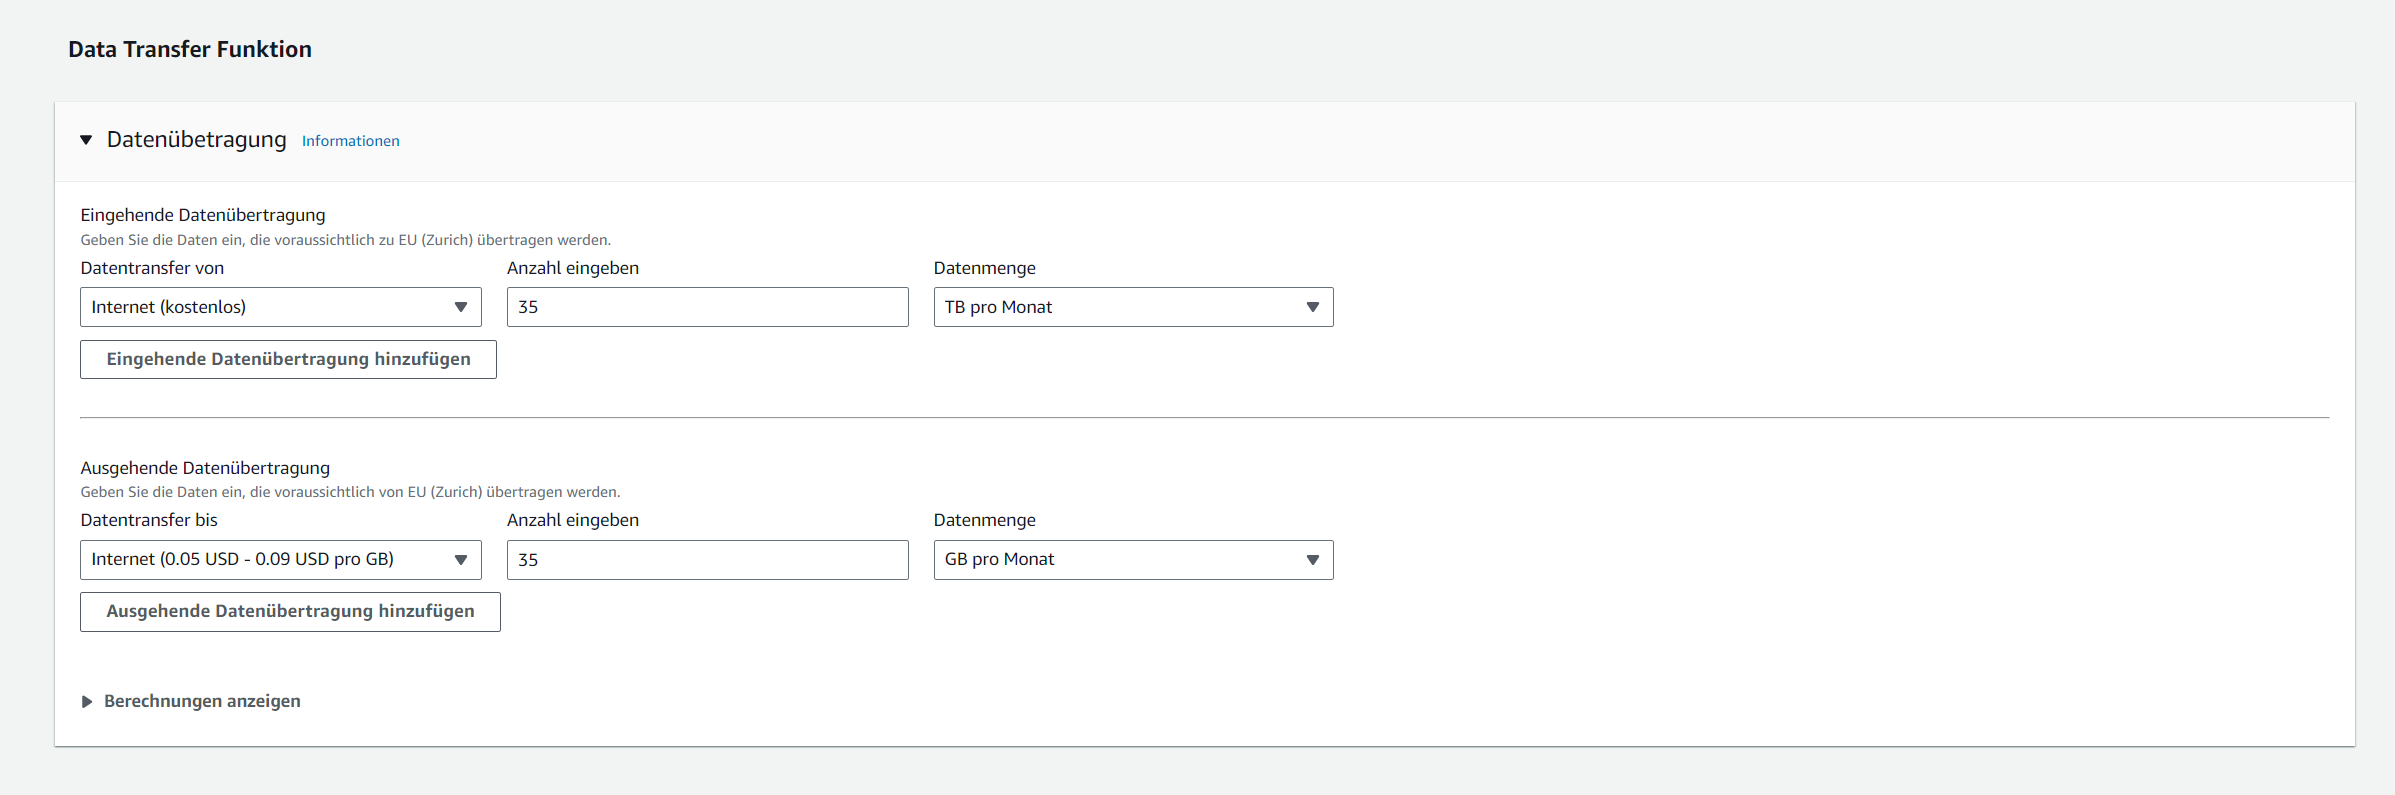 Data Transfer Funktion
Datenübetragung Informationen
Eingehende Datenübertragung
Geben Sie die Daten ein, die voraussichtlich zu EU (Zurich) übertragen werden.
Datentransfer von Anzahl eingeben Datenmenge
Internet (kostenlos) 35 TB pro Monat
Eingehende Datenübertragung hinzufügen
Ausgehende Datenübertragung
Geben Sie die Daten ein, die voraussichtlich von EU (Zurich) übertragen werden.
Datentransfer bis Anzahl eingeben Datenmenge
Internet (0.05 USD - 0.09 USD pro GB) 35 GB pro Monat
Ausgehende Datenübertragung hinzufügen
Berechnungen anzeigen